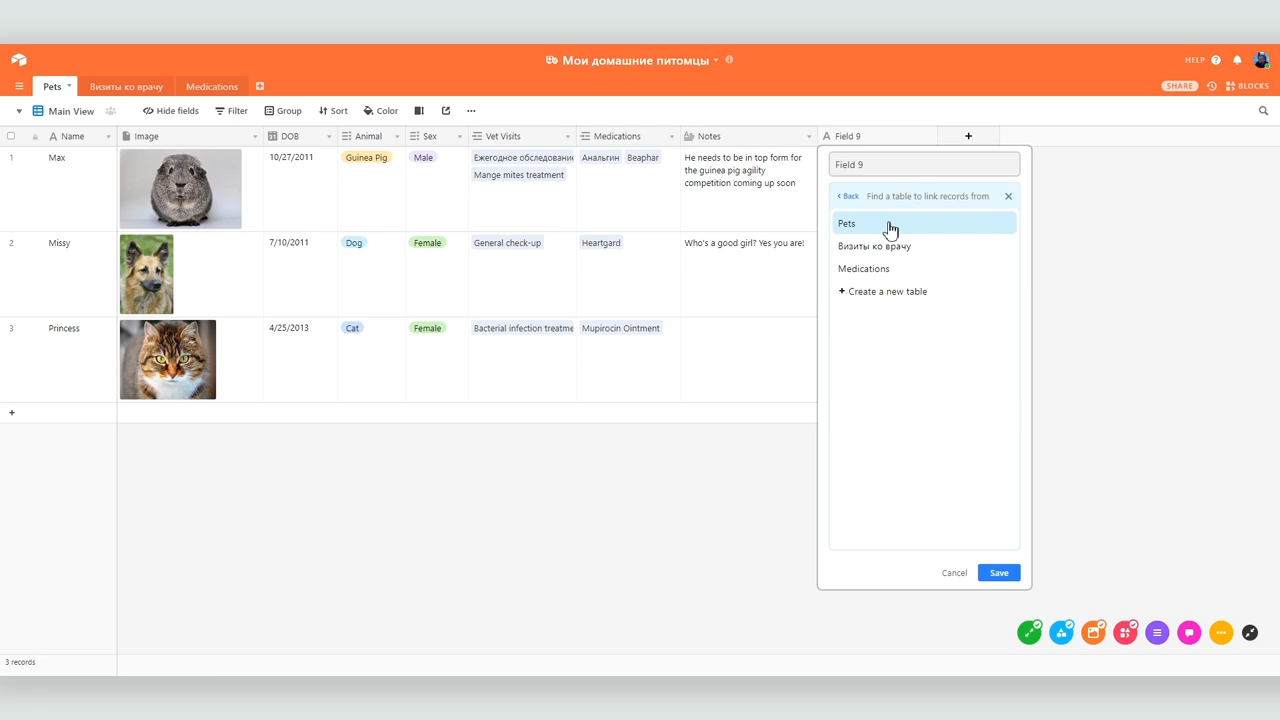 Мои домашние питомцы
HELP
Pets
Визиты ко врачу
Medications
SHARE
BLOCKS
Main View
Hide fields
Filter
Group
Sort
Color
Name
Image
DOB
Animal
Sex
Vet Visits
Medications
Notes
Field 9
1
Max
10/27/2011
Guinea Pig
Male
Ежегодное обследование
Mange mites treatment
Анальгин
Beaphar
He needs to be in top form for
the guinea pig agility
competition coming up soon
2
Missy
7/10/2011
Dog
Female
General check-up
Heartgard
Who's a good girl? Yes you are!
3
Princess
4/25/2013
Cat
Female
Bacterial infection treatme
Mupirocin Ointment
Field 9
Back
Find a table to link records from
Pets
Визиты ко врачу
Medications
+ Create a new table
Cancel
Save
3 records